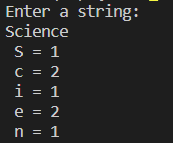 Enter a string:
Science
S = 1
c = 2
i = 1
e = 2
n = 1